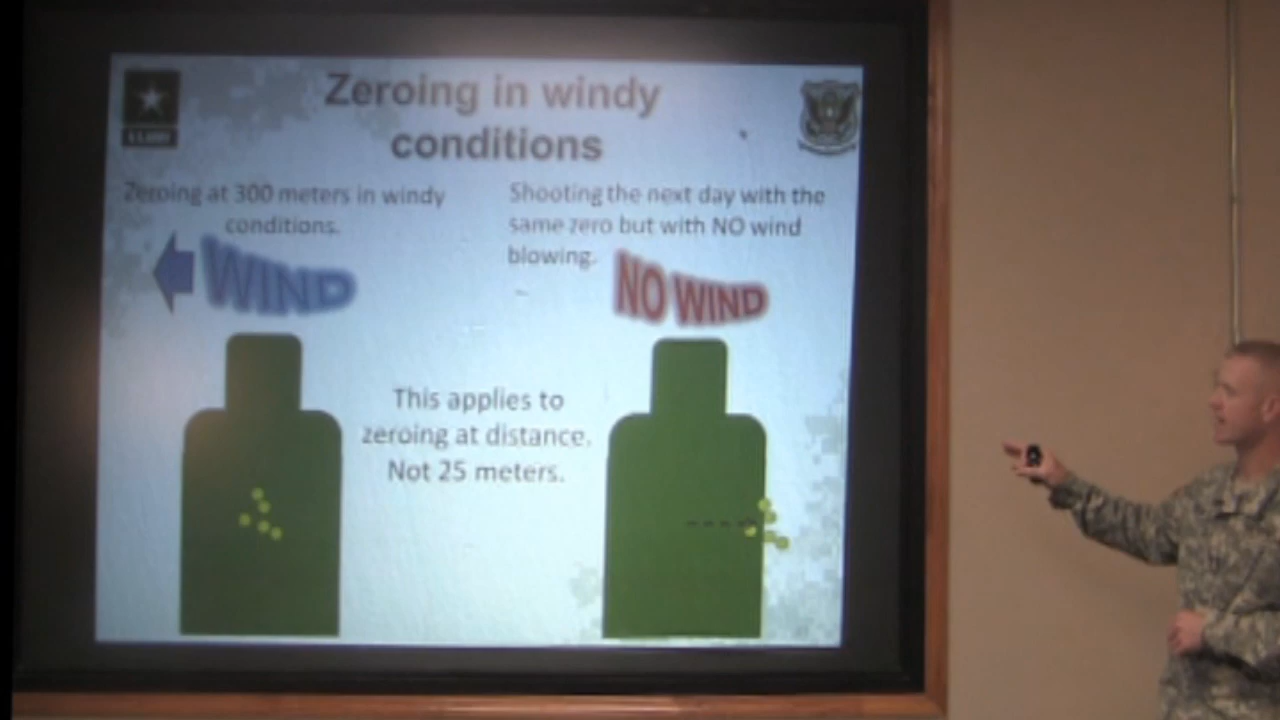 Zeroing in windy
conditions
Zeroing at 300 meters in windy
conditions.
Shooting the next day with the
same zero but with NO wind
blowing.
WIND
NO WIND
This applies to
zeroing at distance.
Not 25 meters.